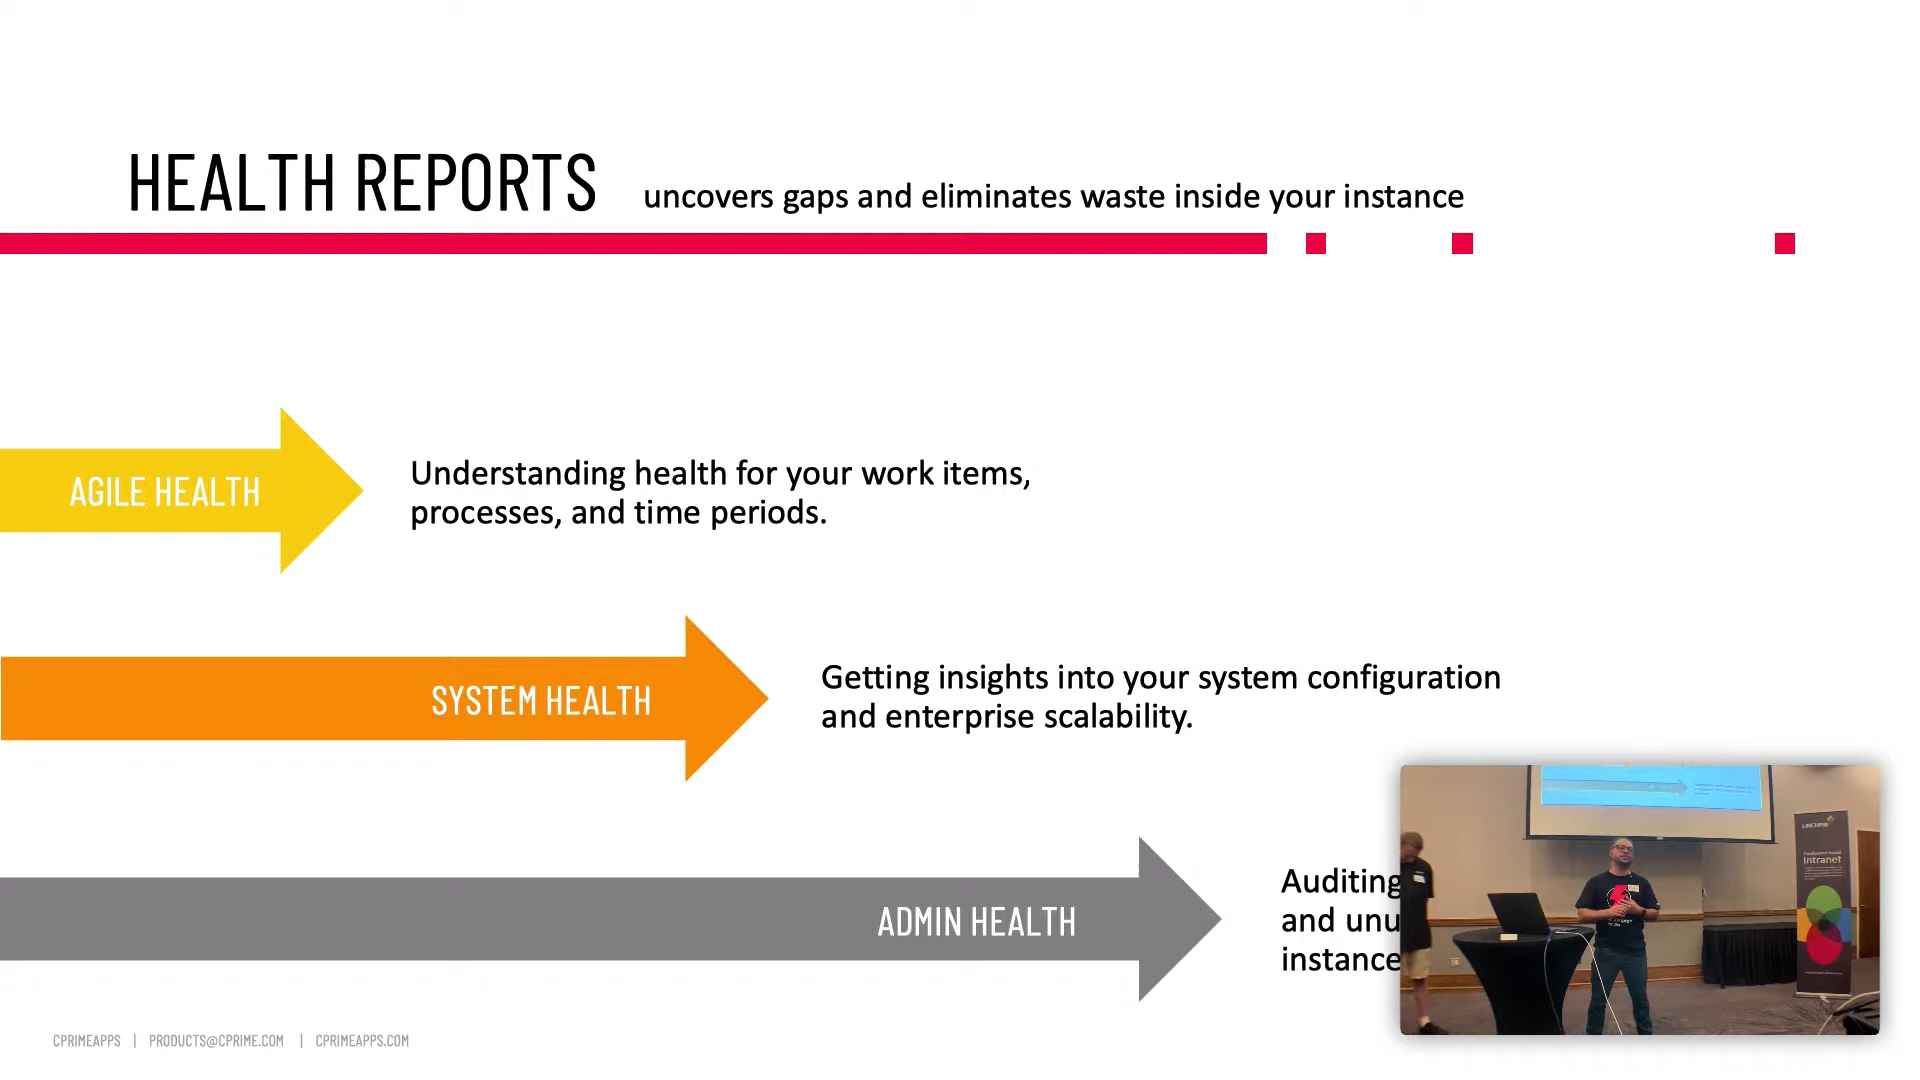 HEALTH REPORTS uncovers gaps and eliminates waste inside your instance
AGILE HEALTH
Understanding health for your work items,
processes, and time periods.
SYSTEM HEALTH
Getting insights into your system configuration
and enterprise scalability.
ADMIN HEALTH
Auditing
and unu
instance
LINCHPIN
Intranet
CPRIMEAPPS | PRODUCTS@CPRIME.COM | CPRIMEAPPS.COM